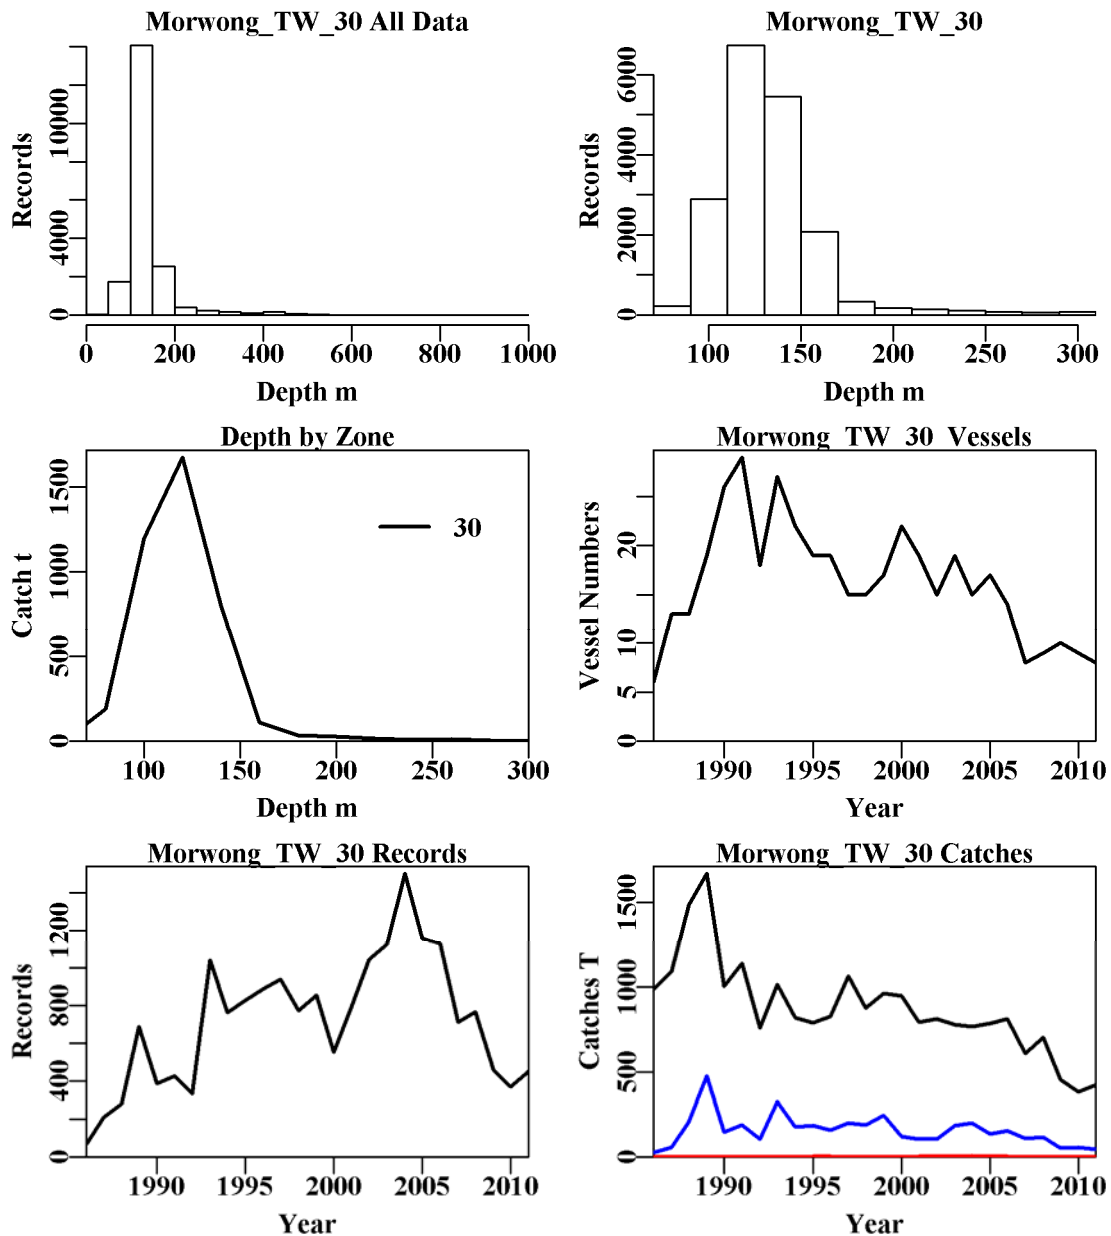 Morwong_TW_30 All Data
Records
0 4000 10000
0 200 400 600 800 1000
Depth m
Morwong_TW_30
Records
0 2000 4000 6000
100 150 200 250 300
Depth m
Depth by Zone
Catch t
0 500 1000 1500
30
100 150 200 250 300
Depth m
Morwong_TW_30_Vessels
Vessel Numbers
0 5 10 20
1990 1995 2000 2005 2010
Year
Morwong_TW_30 Records
Records
0 400 800 1200
1990 1995 2000 2005 2010
Year
Morwong_TW_30 Catches
Catches T
0 500 1000 1500
1990 1995 2000 2005 2010
Year